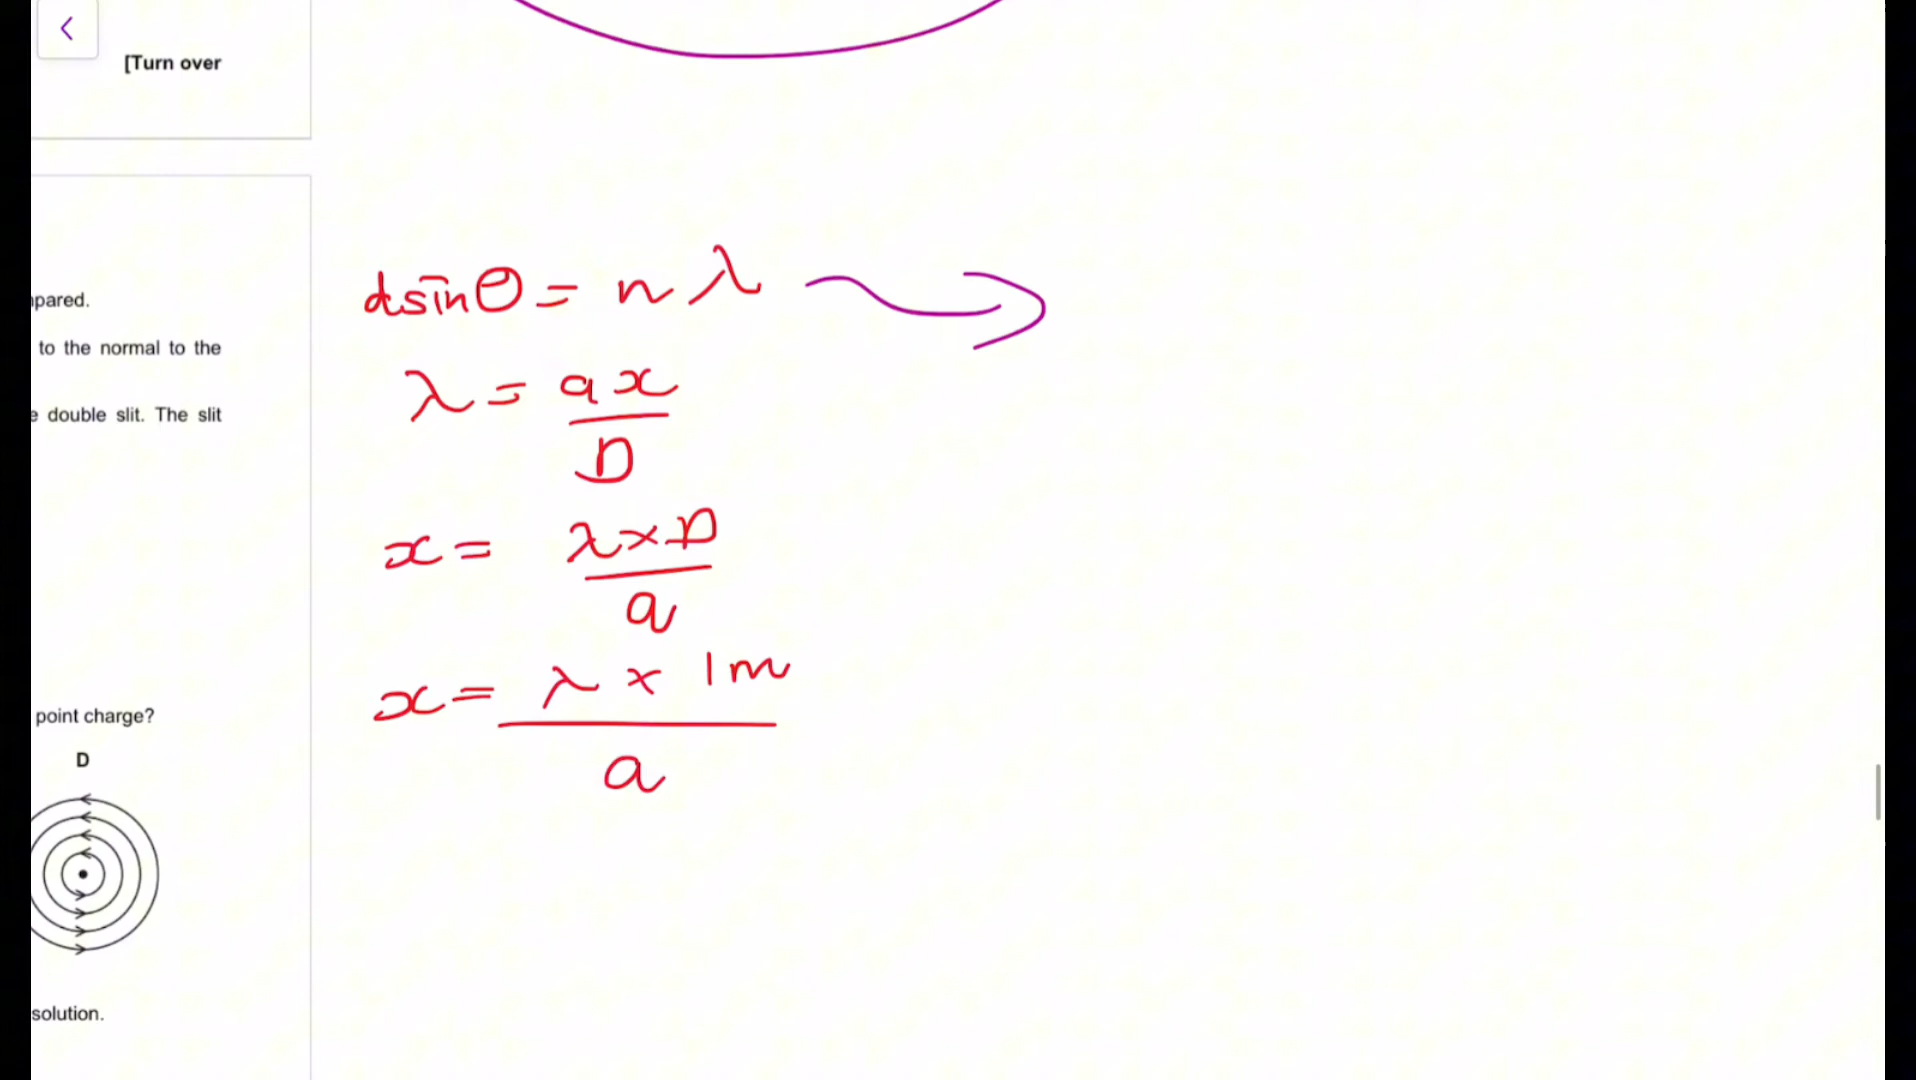 [Turn over
pared.
to the normal to the
e double slit. The slit
point charge?
D
solution.
dsinθ = nλ
λ = ax
D
x = λ×D
a
x = λ × 1m
a